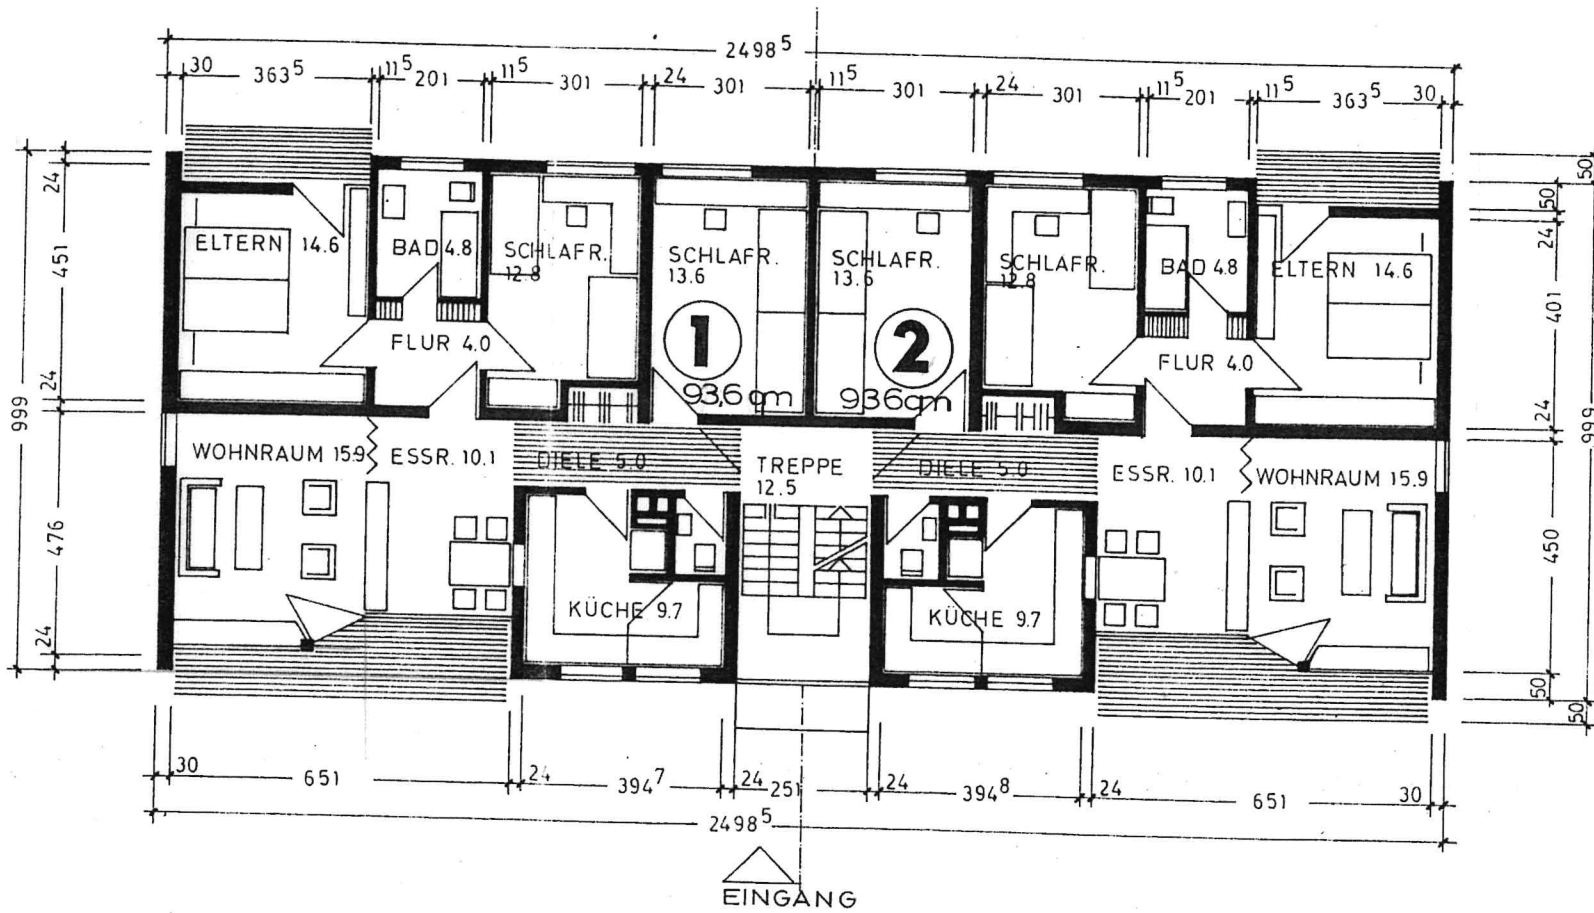 2498⁵
30 363⁵ 11⁵ 201 11⁵ 301 24 301 11⁵ 301 24 301 11⁵ 201 11⁵ 363⁵ 30
999
24
451
24
476
24
ELTERN 14.6
BAD 4.8
SCHLAFR.
12.8
SCHLAFR.
13.6
SCHLAFR.
13.6
SCHLAFR.
12.8
BAD 4.8
ELTERN 14.6
FLUR 4.0
1
93,6 qm
2
936qm
FLUR 4.0
WOHNRAUM 15.9
ESSR. 10.1
DIELE 5.0
TREPPE
12.5
DIELE 5.0
ESSR. 10.1
WOHNRAUM 15.9
KÜCHE 9.7
KÜCHE 9.7
50
50
24
401
24
999
450
50
50
30 651 24 394⁷ 24 251 24 394⁸ 24 651 30
2498⁵
EINGANG